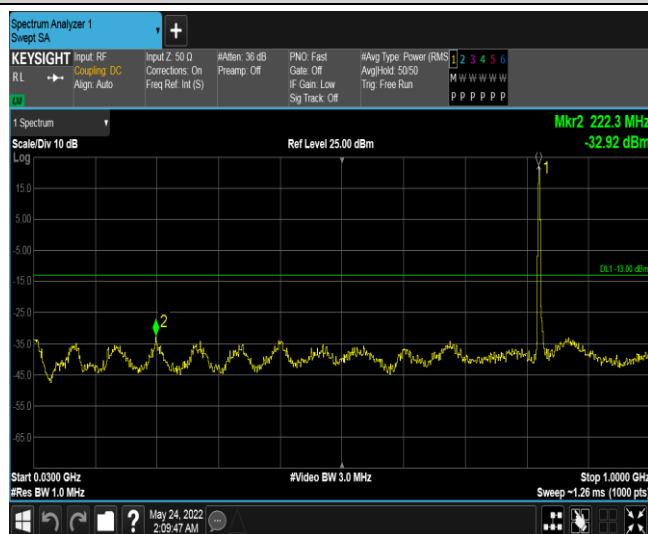 Spectrum Analyzer 1
Swept SA
+
KEYSIGHT
RL
LXI
Input: RF
Coupling: DC
Align: Auto
Input Z: 50 Ω
Corrections: On
Freq Ref: Int (S)
#Atten: 36 dB
Preamp: Off
PNO: Fast
Gate: Off
IF Gain: Low
Sig Track: Off
#Avg Type: Power (RMS
Avg|Hold: 50/50
Trig: Free Run
1 2 3 4 5 6
M W W W W W
P P P P P P
1 Spectrum
Mkr2 222.3 MHz
Scale/Div 10 dB
Ref Level 25.00 dBm
-32.92 dBm
Log
1
15.0
5.00
-5.00
DL1 -13.00 dBm
-15.0
-25.0
2
-35.0
-45.0
-55.0
-65.0
Start 0.0300 GHz
#Video BW 3.0 MHz
Stop 1.0000 GHz
#Res BW 1.0 MHz
Sweep ~1.26 ms (1000 pts)
?
May 24, 2022
2:09:47 AM